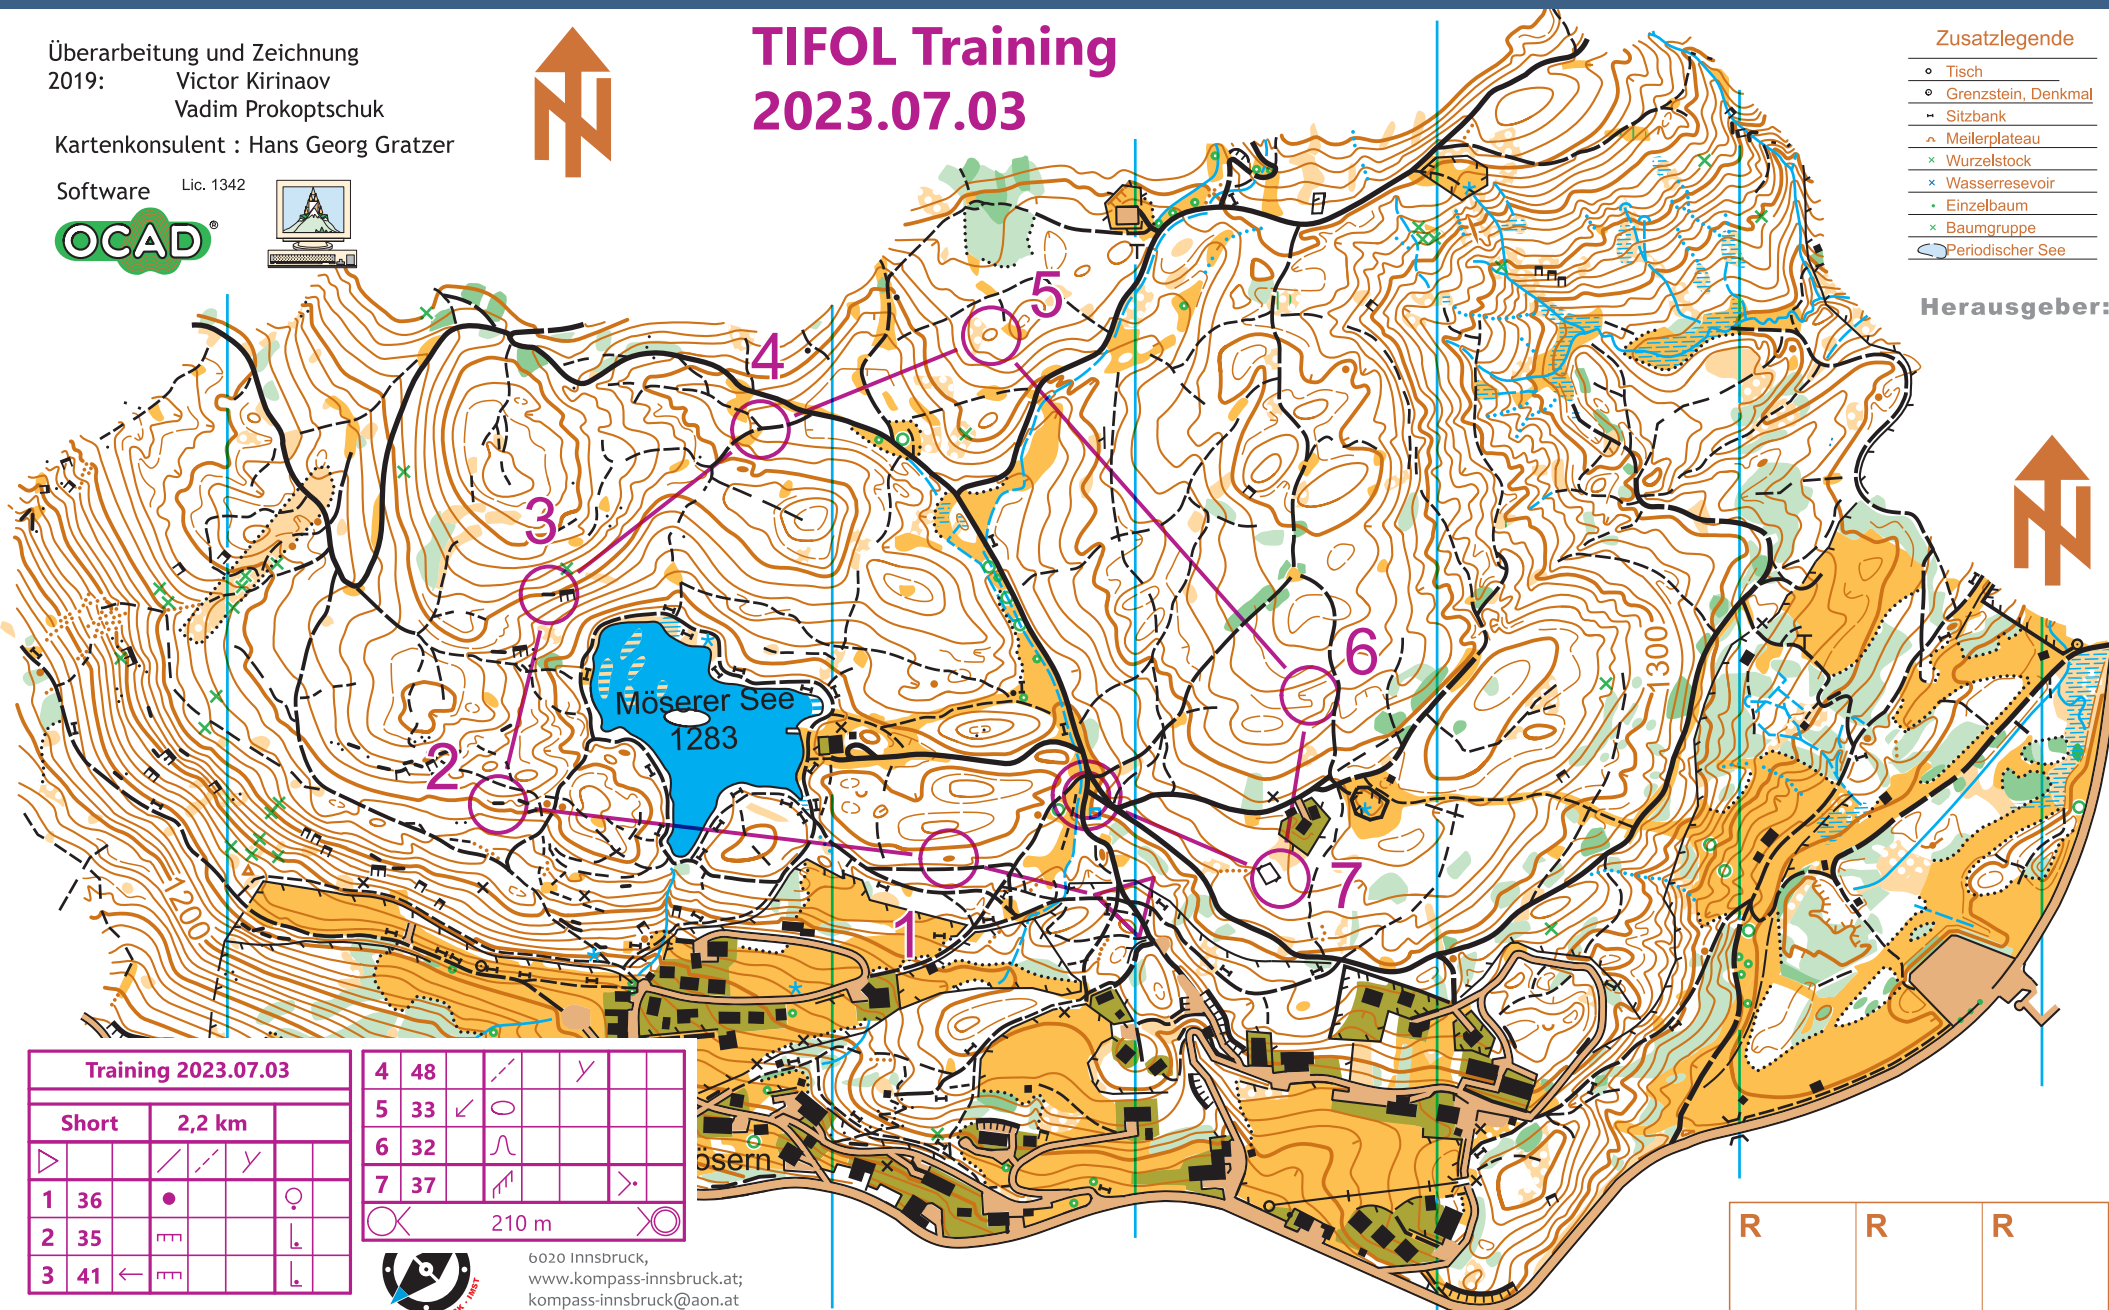 Überarbeitung und Zeichnung
2019: Victor Kirinaov
Vadim Prokoptschuk
Kartenkonsulent : Hans Georg Gratzer
Software Lic. 1342
OCAD®
N
TIFOL Training
2023.07.03
Zusatzlegende
Tisch
Grenzstein, Denkmal
Sitzbank
Meilerplateau
Wurzelstock
Wasserresevoir
Einzelbaum
Baumgruppe
Periodischer See
Herausgeber:
N
5
4
3
6
2
7
1
Möserer See
1283
1300
1200
ösern
Training 2023.07.03
Short 2,2 km
1 36
2 35
3 41
4 48
5 33
6 32
7 37
210 m
6020 Innsbruck,
www.kompass-innsbruck.at;
kompass-innsbruck@aon.at
K · IMST
R R R